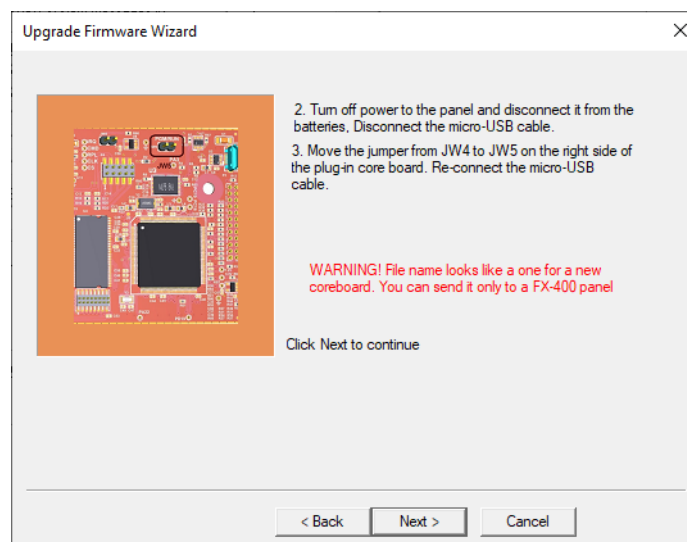 Upgrade Firmware Wizard
2. Turn off power to the panel and disconnect it from the
batteries, Disconnect the micro-USB cable.
3. Move the jumper from JW4 to JW5 on the right side of
the plug-in core board. Re-connect the micro-USB
cable.
WARNING! File name looks like a one for a new
coreboard. You can send it only to a FX-400 panel
Click Next to continue
< Back
Next >
Cancel